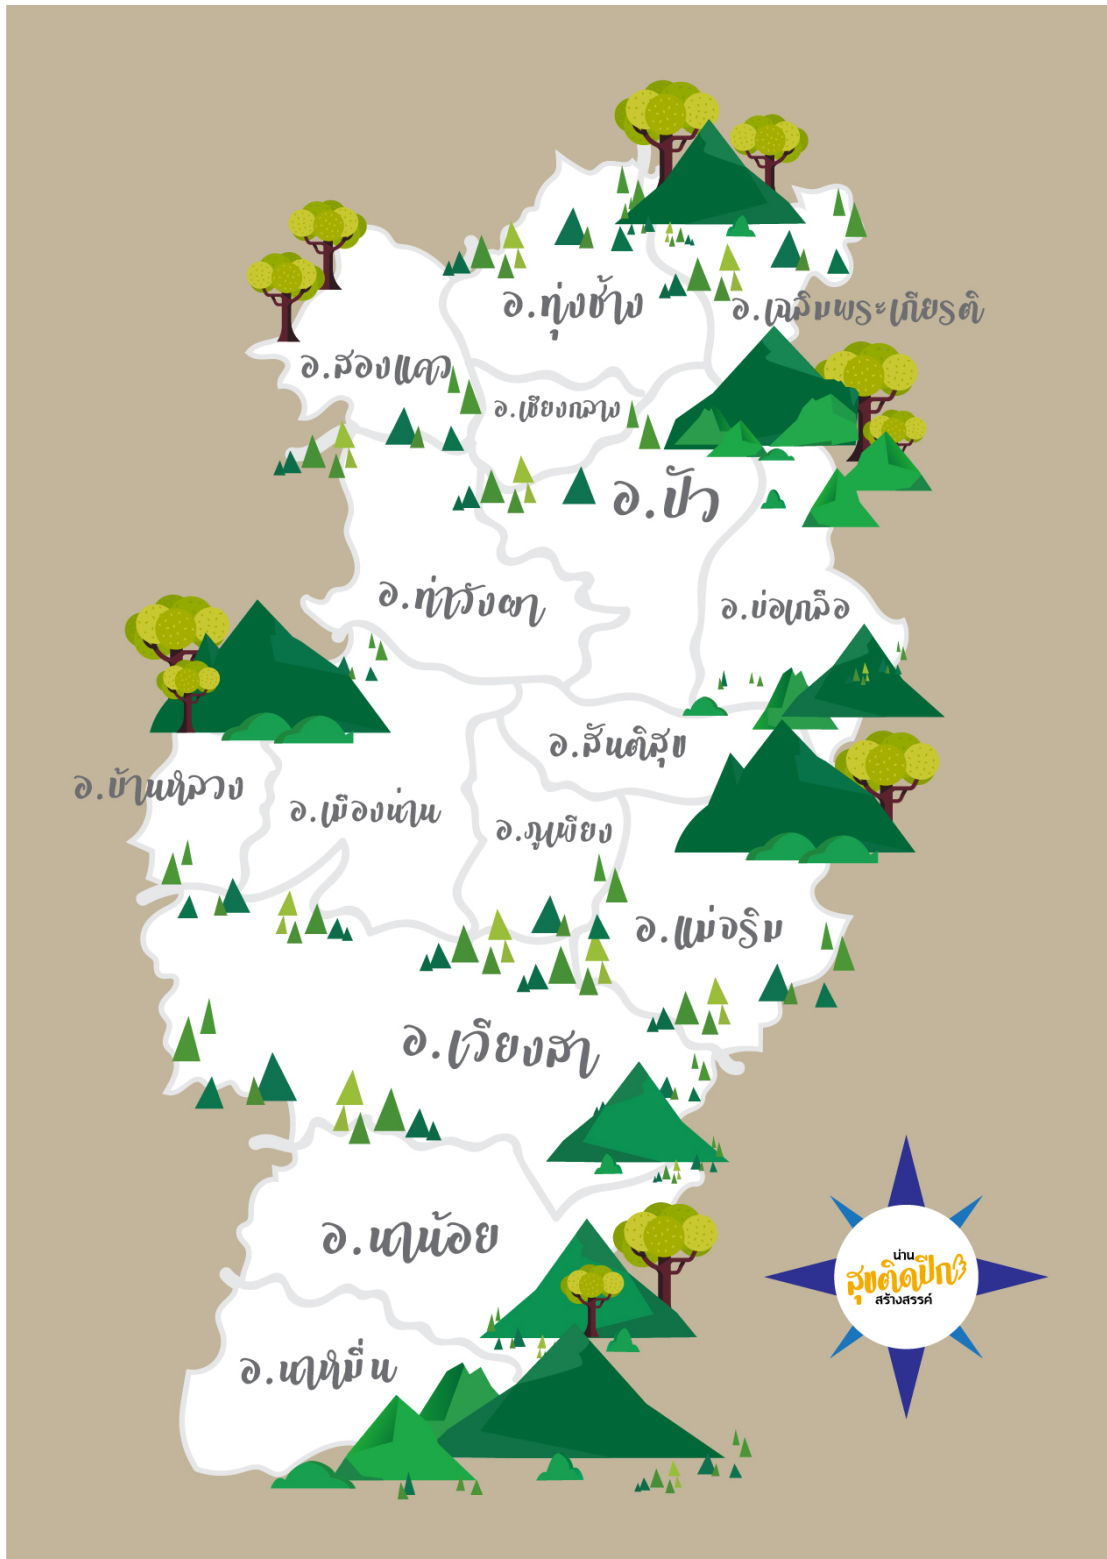 อ.ทุ่งช้าง
อ.เฉลิมพระเกียรติ
อ.สองแคว
อ.เชียงกลาง
อ.ปัว
อ.ท่าวังผา
อ.บ่อเกลือ
อ.สันติสุข
อ.บ้านหลวง
อ.เมืองน่าน
อ.ภูเพียง
อ.แม่จริม
อ.เวียงสา
อ.นาน้อย
น่าน
สุขติดปีก
สร้างสรรค์
อ.นาหมื่น